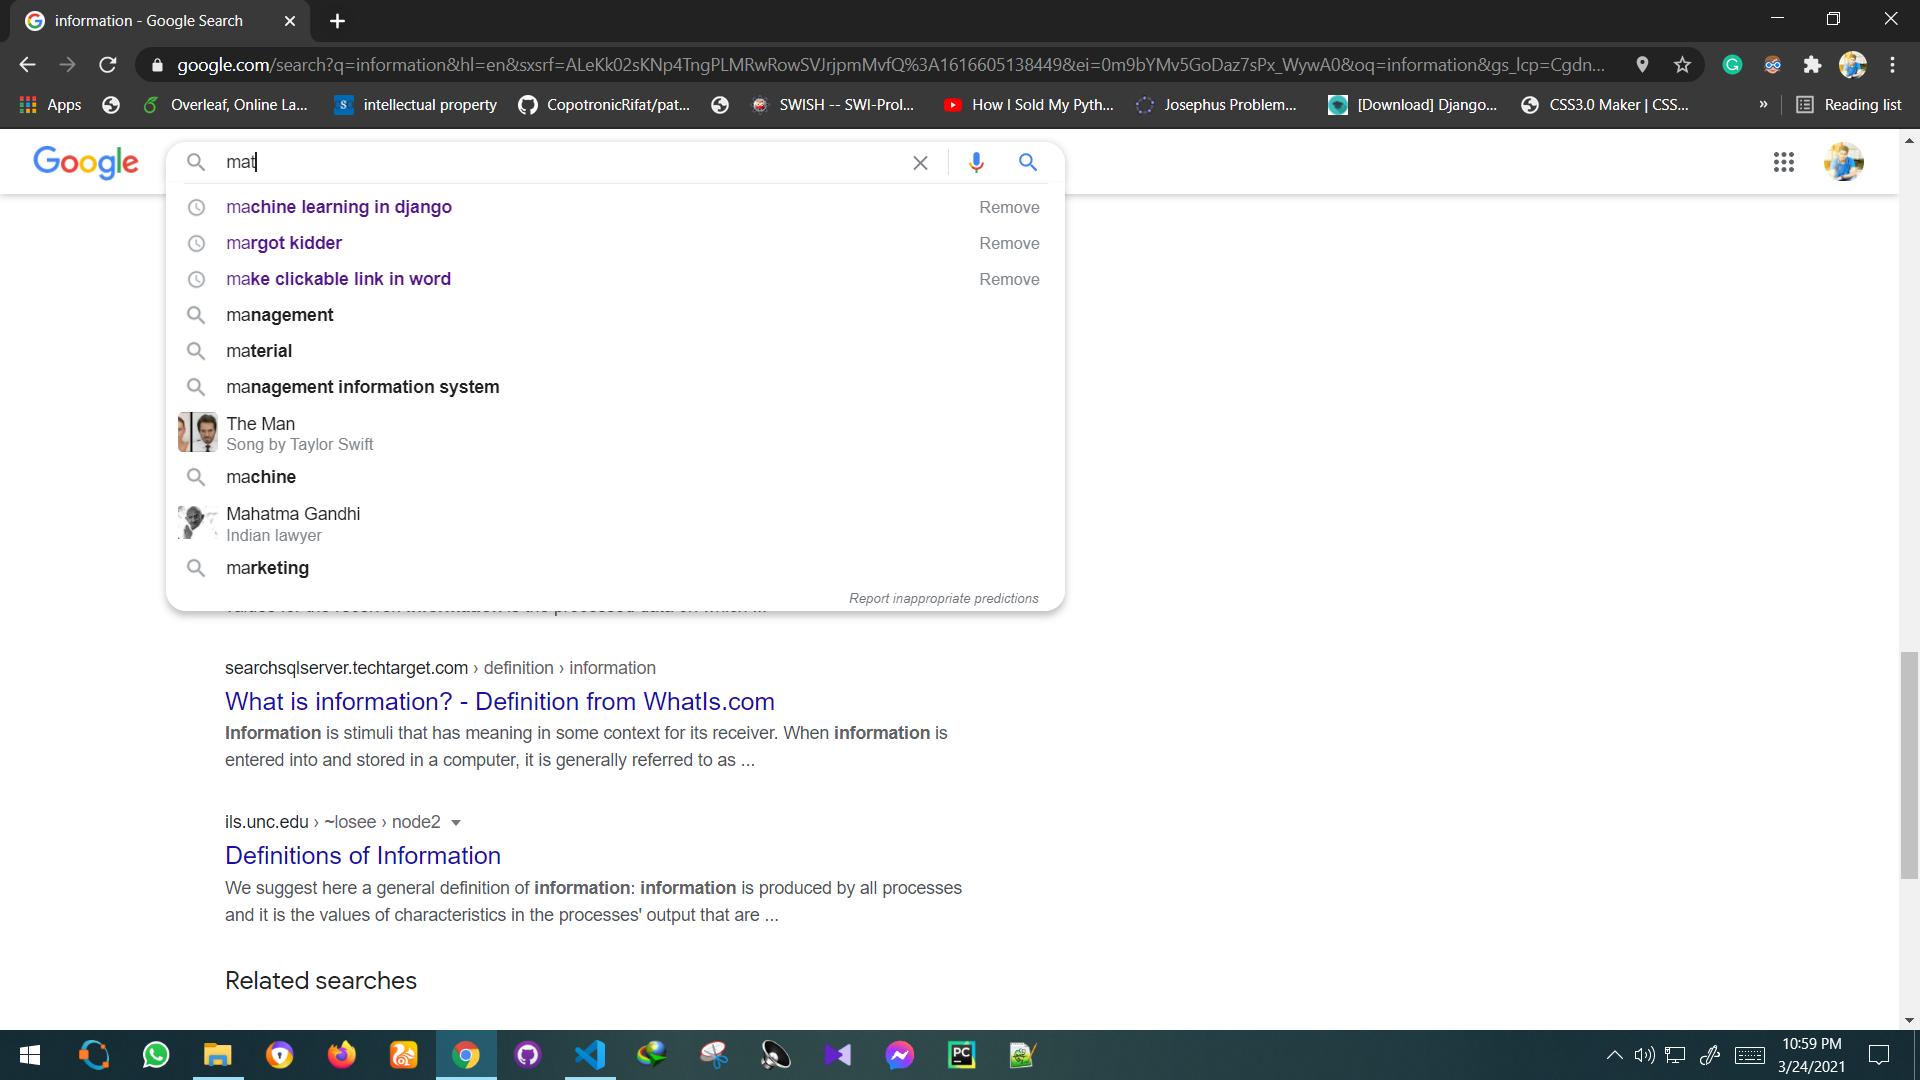 information - Google Search
google.com/search?q=information&hl=en&sxsrf=ALeKk02sKNp4TngPLMRwRowSVJrjpmMvfQ%3A1616605138449&ei=0m9bYMv5GoDaz7sPx_WywA0&oq=information&gs_lcp=Cgdn...
Apps Overleaf, Online La... intellectual property CopotronicRifat/pat... SWISH -- SWI-Prol... How I Sold My Pyth... Josephus Problem... [Download] Django... CSS3.0 Maker | CSS... » Reading list
Google mat
machine learning in django Remove
margot kidder Remove
make clickable link in word Remove
management
material
management information system
The Man
Song by Taylor Swift
machine
Mahatma Gandhi
Indian lawyer
marketing
Report inappropriate predictions
searchsqlserver.techtarget.com › definition › information
What is information? - Definition from WhatIs.com
Information is stimuli that has meaning in some context for its receiver. When information is
entered into and stored in a computer, it is generally referred to as ...
ils.unc.edu › ~losee › node2
Definitions of Information
We suggest here a general definition of information: information is produced by all processes
and it is the values of characteristics in the processes' output that are ...
Related searches
10:59 PM
3/24/2021